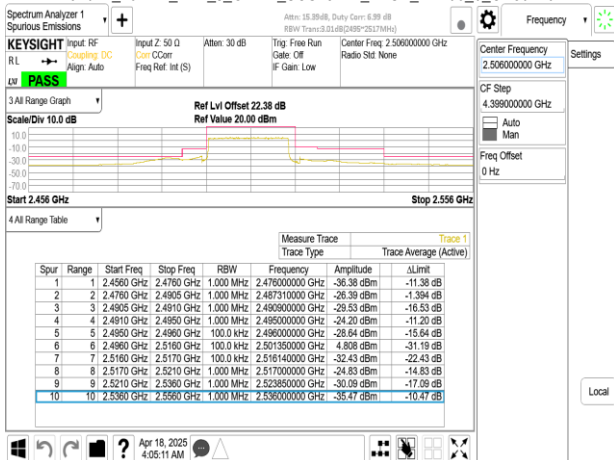 Spectrum Analyzer 1
Spurious Emissions
+
Attn: 15.39dB, Duty Corr: 6.99 dB
RBW Trans:3.01dB(2495*2517MHz)
Frequency
KEYSIGHT Input: RF Input Z: 50 Ω Atten: 30 dB Trig: Free Run Center Freq: 2.506000000 GHz
RL Coupling: DC Corr CCorr Gate: Off Radio Std: None
Align: Auto Freq Ref: Int (S) IF Gain: Low
LXI PASS
Center Frequency
2.506000000 GHz
Settings
CF Step
4.399000000 GHz
Auto
Man
Freq Offset
0 Hz
Local
3 All Range Graph
Ref Lvl Offset 22.38 dB
Scale/Div 10.0 dB Ref Value 20.00 dBm
10.0
-10.0
-30.0
-50.0
-70.0
Start 2.456 GHz Stop 2.556 GHz
4 All Range Table
Measure Trace Trace 1
Trace Type Trace Average (Active)
Spur Range Start Freq Stop Freq RBW Frequency Amplitude ΔLimit
1 1 2.4560 GHz 2.4760 GHz 1.000 MHz 2.476000000 GHz -36.38 dBm -11.38 dB
2 2 2.4760 GHz 2.4905 GHz 1.000 MHz 2.487310000 GHz -26.39 dBm -1.394 dB
3 3 2.4905 GHz 2.4910 GHz 1.000 MHz 2.490900000 GHz -29.53 dBm -16.53 dB
4 4 2.4910 GHz 2.4950 GHz 1.000 MHz 2.495000000 GHz -24.20 dBm -11.20 dB
5 5 2.4950 GHz 2.4960 GHz 100.0 kHz 2.496000000 GHz -28.64 dBm -15.64 dB
6 6 2.4960 GHz 2.5160 GHz 100.0 kHz 2.501350000 GHz 4.808 dBm -31.19 dB
7 7 2.5160 GHz 2.5170 GHz 100.0 kHz 2.516140000 GHz -32.43 dBm -22.43 dB
8 8 2.5170 GHz 2.5210 GHz 1.000 MHz 2.517000000 GHz -24.83 dBm -14.83 dB
9 9 2.5210 GHz 2.5360 GHz 1.000 MHz 2.523850000 GHz -30.09 dBm -17.09 dB
10 10 2.5360 GHz 2.5560 GHz 1.000 MHz 2.536000000 GHz -35.47 dBm -10.47 dB
?
Apr 18, 2025
4:05:11 AM